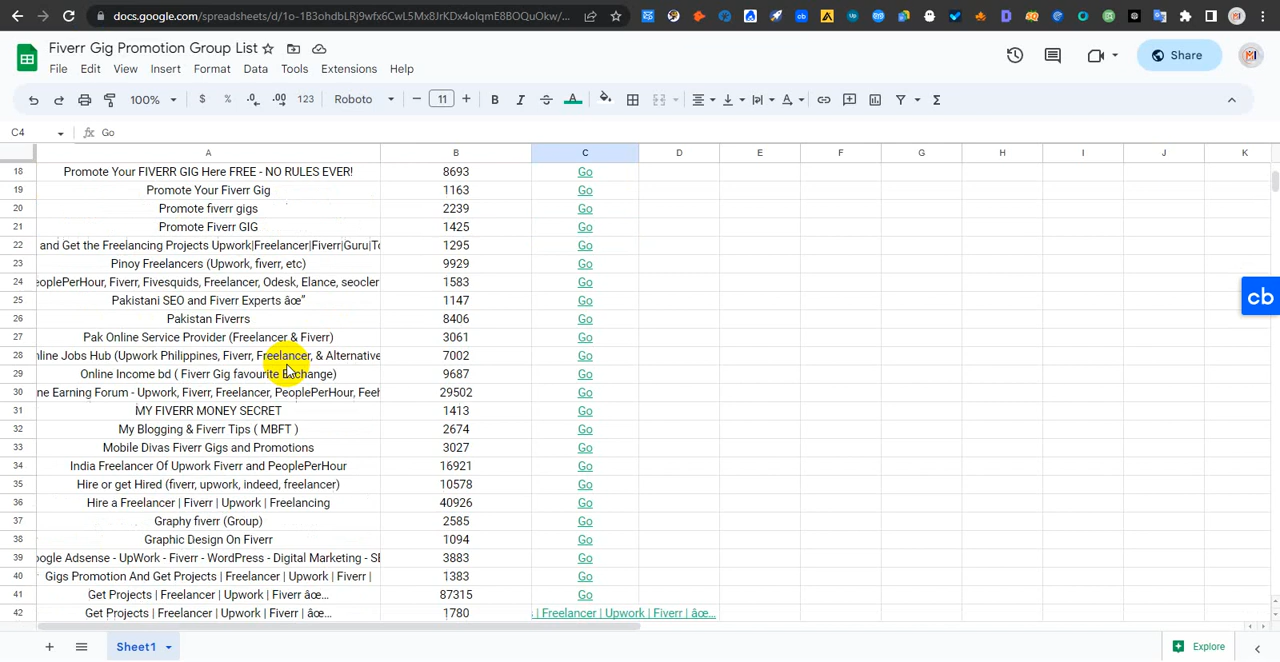 docs.google.com/spreadsheets/d/1o-1B3ohdbLRj9wfx6CwL5Mx8JrKDx4olqmE8BOQuOkw/...
Fiverr Gig Promotion Group List
Share
File Edit View Insert Format Data Tools Extensions Help
100% $ % .0 .00 123 Roboto 11 B I A
C4 fx Go
A B C D E F G H I J K
18 Promote Your FIVERR GIG Here FREE - NO RULES EVER! 8693 Go
19 Promote Your Fiverr Gig 1163 Go
20 Promote fiverr gigs 2239 Go
21 Promote Fiverr GIG 1425 Go
22 and Get the Freelancing Projects Upwork|Freelancer|Fiverr|Guru|To 1295 Go
23 Pinoy Freelancers (Upwork, fiverr, etc) 9929 Go
24 eoplePerHour, Fiverr, Fivesquids, Freelancer, Odesk, Elance, seocler 1583 Go
25 Pakistani SEO and Fiverr Experts âœ" 1147 Go
26 Pakistan Fiverrs 8406 Go
27 Pak Online Service Provider (Freelancer & Fiverr) 3061 Go
28 nline Jobs Hub (Upwork Philippines, Fiverr, Freelancer, & Alternative 7002 Go
29 Online Income bd ( Fiverr Gig favourite Exchange) 9687 Go
30 ne Earning Forum - Upwork, Fiverr, Freelancer, PeoplePerHour, Feeh 29502 Go
31 MY FIVERR MONEY SECRET 1413 Go
32 My Blogging & Fiverr Tips ( MBFT ) 2674 Go
33 Mobile Divas Fiverr Gigs and Promotions 3027 Go
34 India Freelancer Of Upwork Fiverr and PeoplePerHour 16921 Go
35 Hire or get Hired (fiverr, upwork, indeed, freelancer) 10578 Go
36 Hire a Freelancer | Fiverr | Upwork | Freelancing 40926 Go
37 Graphy fiverr (Group) 2585 Go
38 Graphic Design On Fiverr 1094 Go
39 oogle Adsense - UpWork - Fiverr - WordPress - Digital Marketing - SE 3883 Go
40 Gigs Promotion And Get Projects | Freelancer | Upwork | Fiverr | 1383 Go
41 Get Projects | Freelancer | Upwork | Fiverr âœ... 87315 Go
42 Get Projects | Freelancer | Upwork | Fiverr | âœ... 1780 s | Freelancer | Upwork | Fiverr | âœ...
cb
Sheet1
Explore